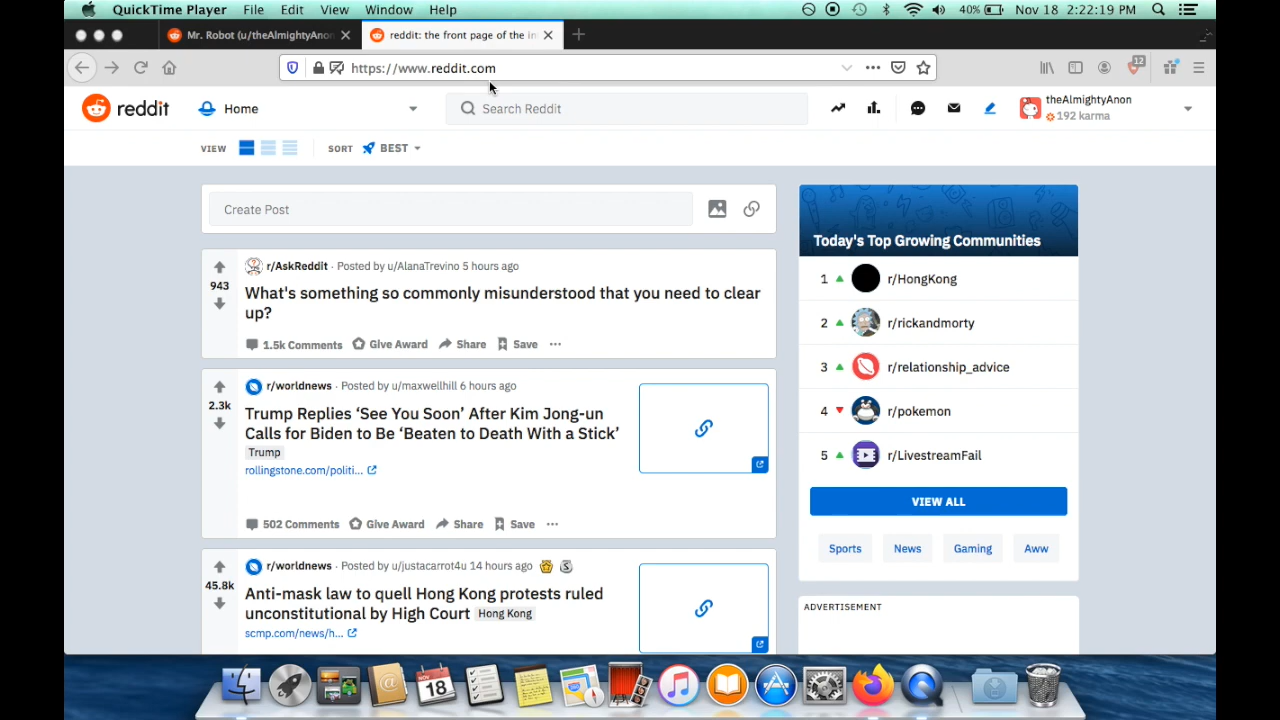 QuickTime Player File Edit View Window Help 40% Nov 18 2:22:19 PM
Mr. Robot (u/theAlmightyAnon reddit: the front page of the in
https://www.reddit.com 12
reddit Home Search Reddit theAlmightyAnon
192 karma
VIEW SORT BEST
Create Post
Today's Top Growing Communities
r/AskReddit · Posted by u/AlanaTrevino 5 hours ago
943
What's something so commonly misunderstood that you need to clear
up?
1.5k Comments Give Award Share Save
1 r/HongKong
2 r/rickandmorty
3 r/relationship_advice
4 r/pokemon
5 r/LivestreamFail
VIEW ALL
Sports News Gaming Aww
ADVERTISEMENT
r/worldnews · Posted by u/maxwellhill 6 hours ago
2.3k
Trump Replies ‘See You Soon’ After Kim Jong-un
Calls for Biden to Be ‘Beaten to Death With a Stick’
Trump
rollingstone.com/politi...
502 Comments Give Award Share Save
r/worldnews · Posted by u/justacarrot4u 14 hours ago
45.8k
Anti-mask law to quell Hong Kong protests ruled
unconstitutional by High Court Hong Kong
scmp.com/news/h...
NOV
18